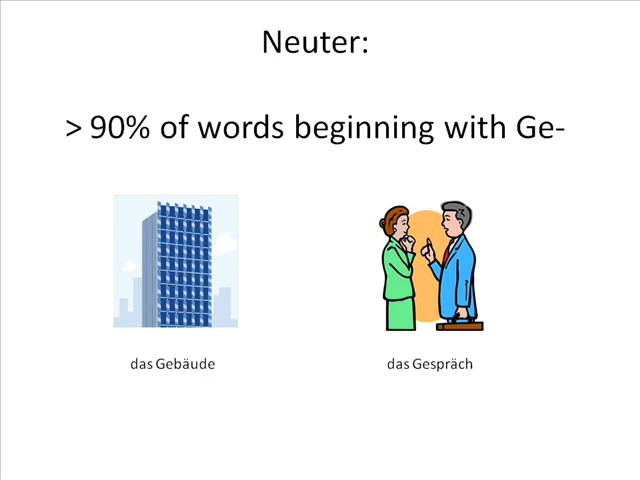 Neuter:
> 90% of words beginning with Ge-
das Gebäude
das Gespräch